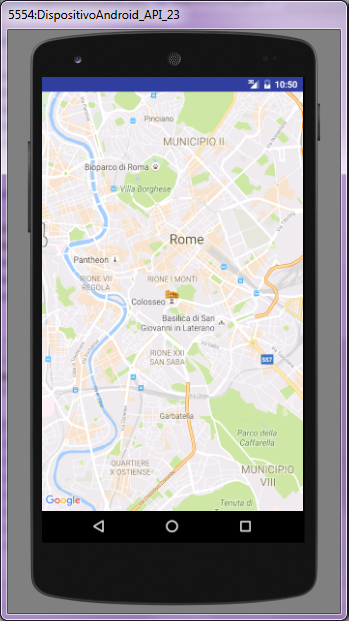 5554:DispositivoAndroid_API_23
3G 10:50
Pinciano
MUNICIPIO II
Bioparco di Roma
Villa Borghese
Rome
Pantheon
RIONE VII
REGOLA
RIONE I MONTI
Colosseo
Basilica di San
Giovanni in Laterano
RIONE XXI
SAN SABA
SS7
Garbatella
Parco della
Caffarella
QUARTIERE
X OSTIENSE
MUNICIPIO
VIII
Tenuta di
Google